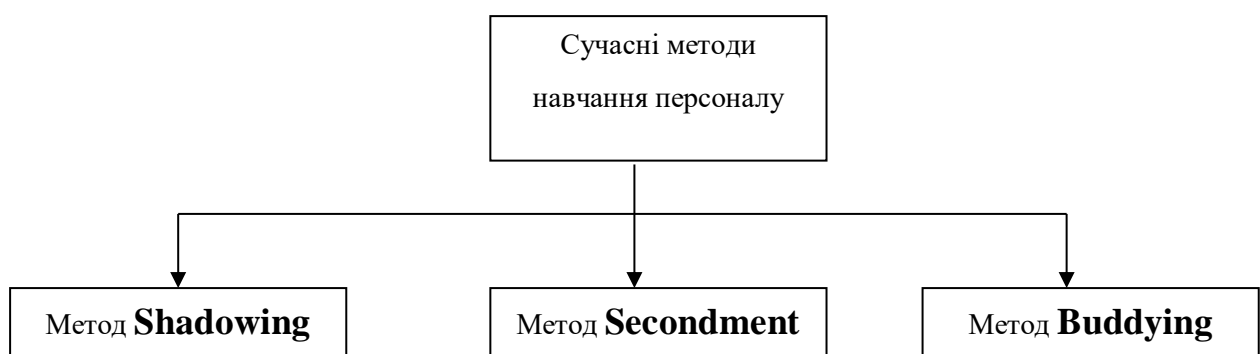 Сучасні методи
навчання персоналу
Метод Shadowing
Метод Secondment
Метод Buddying